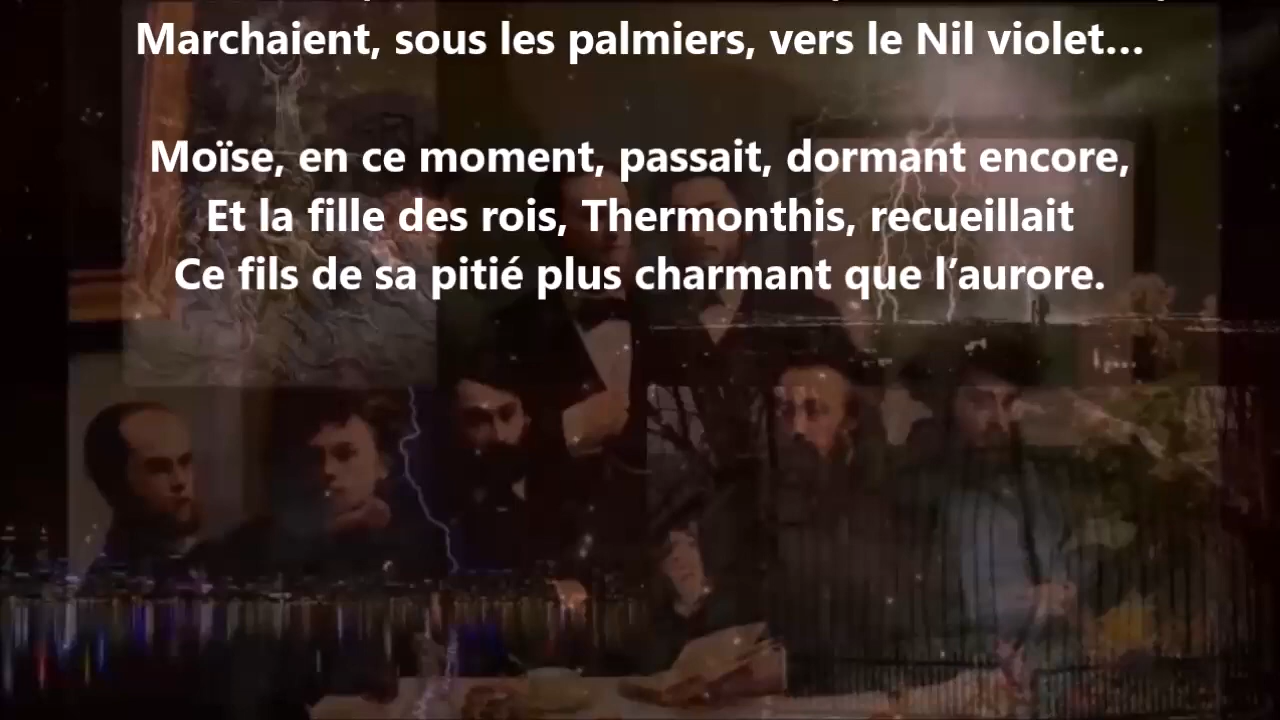 Marchaient, sous les palmiers, vers le Nil violet…
Moïse, en ce moment, passait, dormant encore,
Et la fille des rois, Thermonthis, recueillait
Ce fils de sa pitié plus charmant que l’aurore.